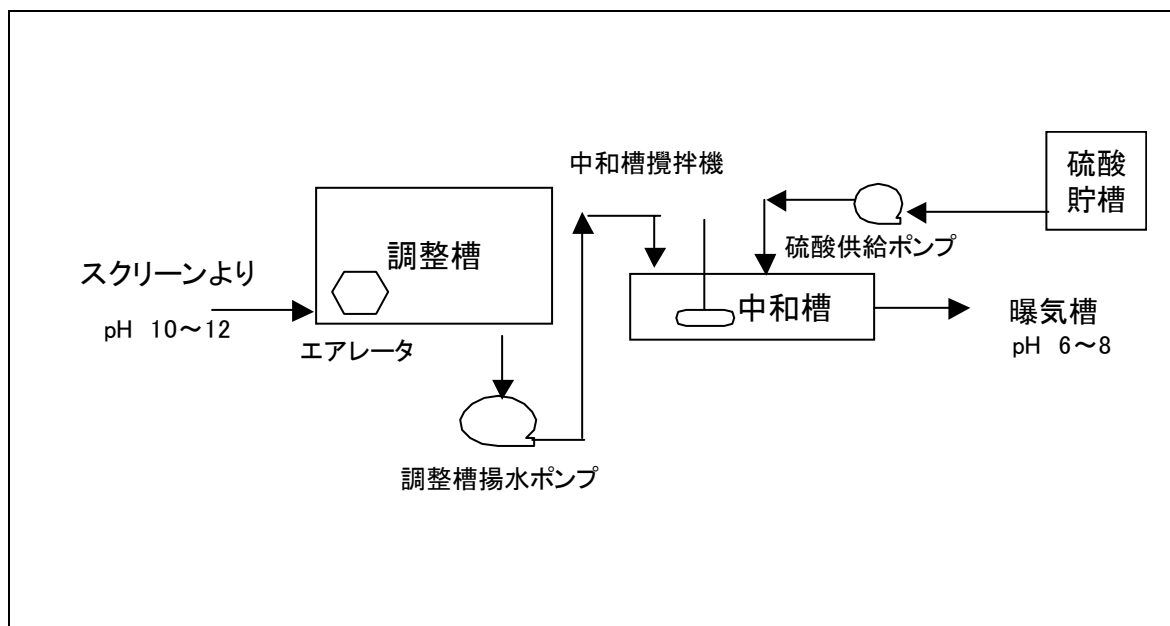 中和槽攪拌機
硫酸
貯槽
調整槽
硫酸供給ポンプ
スクリーンより
pH 10～12
エアレータ
中和槽
曝気槽
pH 6～8
調整槽揚水ポンプ